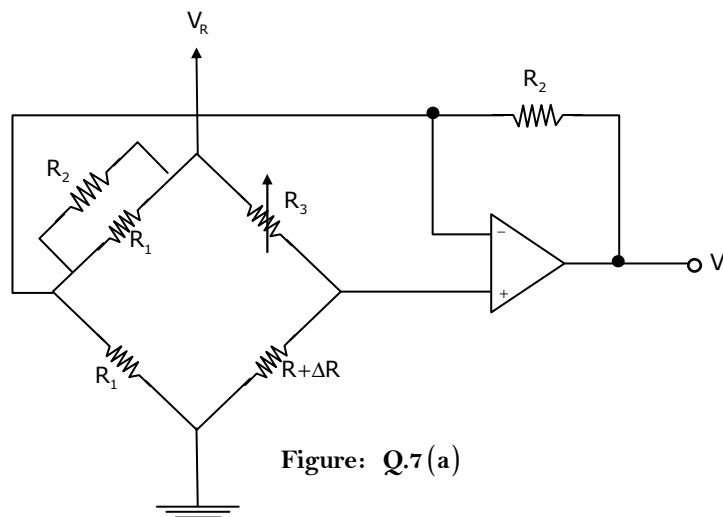 V_R
R_2
R_2
R_3
R_1
−
V
+
R_1
R+ΔR
Figure: Q.7(a)